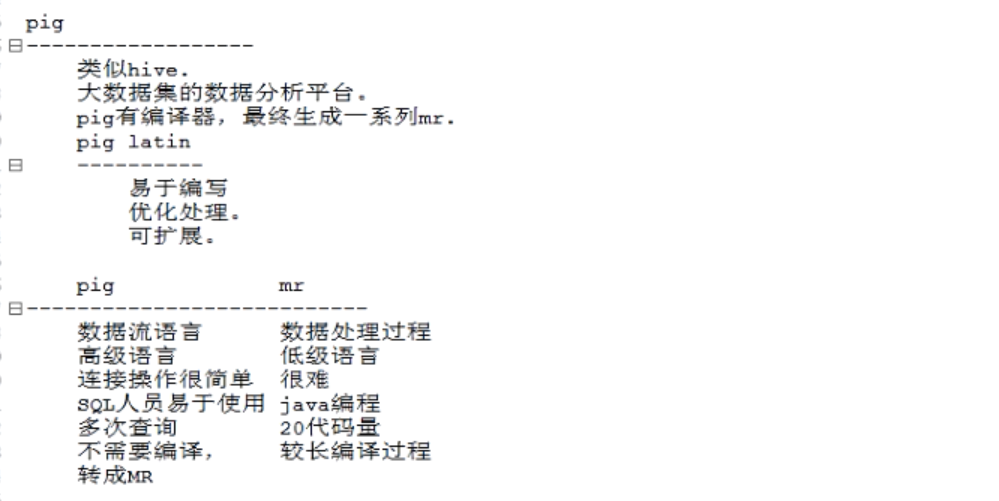 pig
------------------
类似hive.
大数据集的数据分析平台。
pig有编译器，最终生成一系列mr.
pig latin
----------
易于编写
优化处理。
可扩展。
pig mr
---------------------------
数据流语言 数据处理过程
高级语言 低级语言
连接操作很简单 很难
SQL人员易于使用 java编程
多次查询 20代码量
不需要编译， 较长编译过程
转成MR